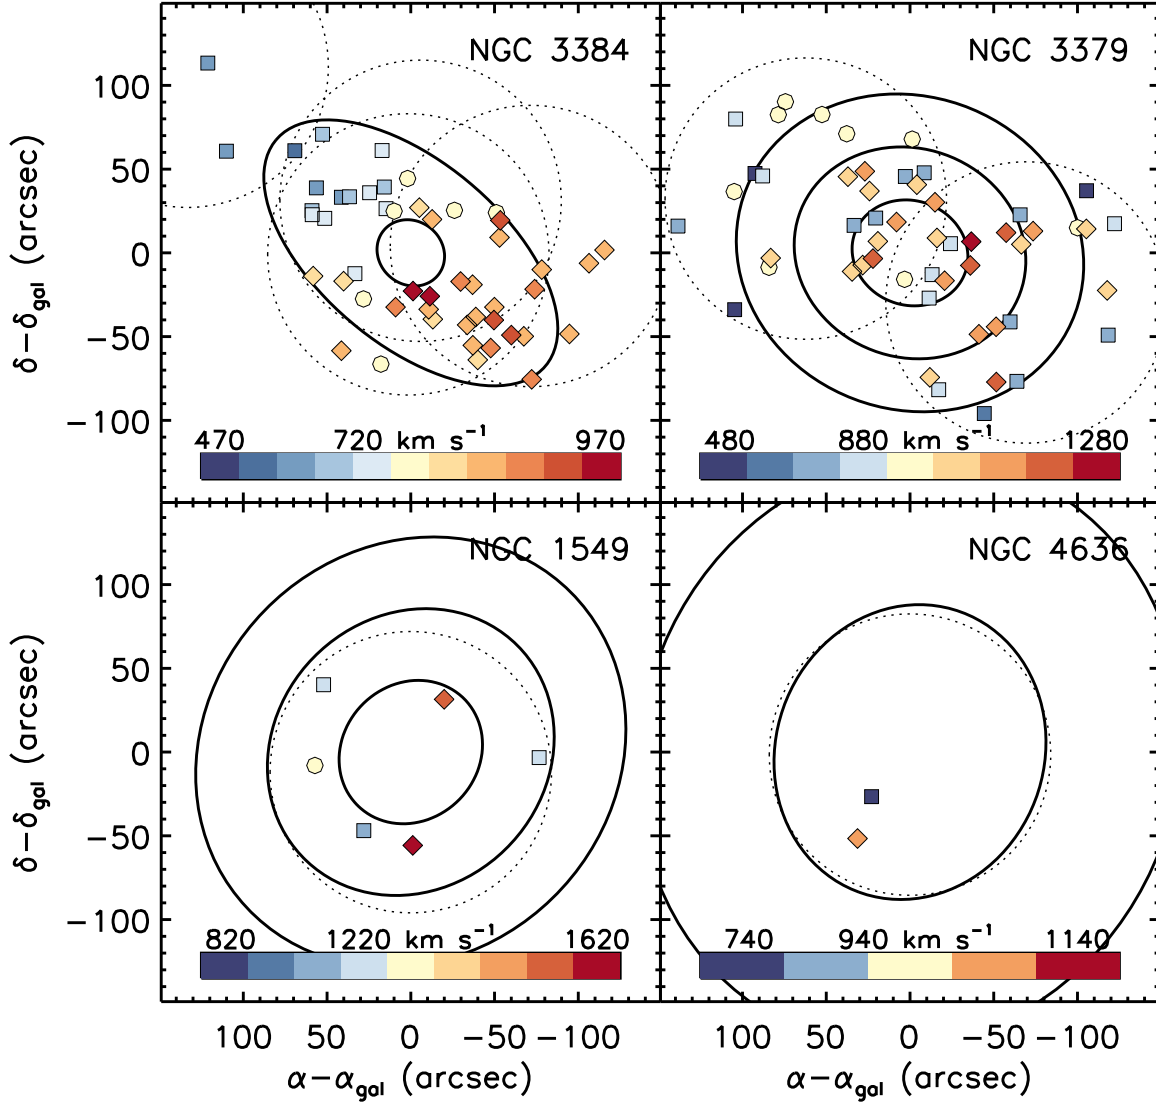 NGC 3384
NGC 3379
100
50
0
−50
−100
δ−δgal (arcsec)
470 720 km s⁻¹ 970
480 880 km s⁻¹ 1280
NGC 1549
NGC 4636
100
50
0
−50
−100
δ−δgal (arcsec)
820 1220 km s⁻¹ 1620
740 940 km s⁻¹ 1140
100 50 0 −50 −100
100 50 0 −50 −100
α−αgal (arcsec)
α−αgal (arcsec)